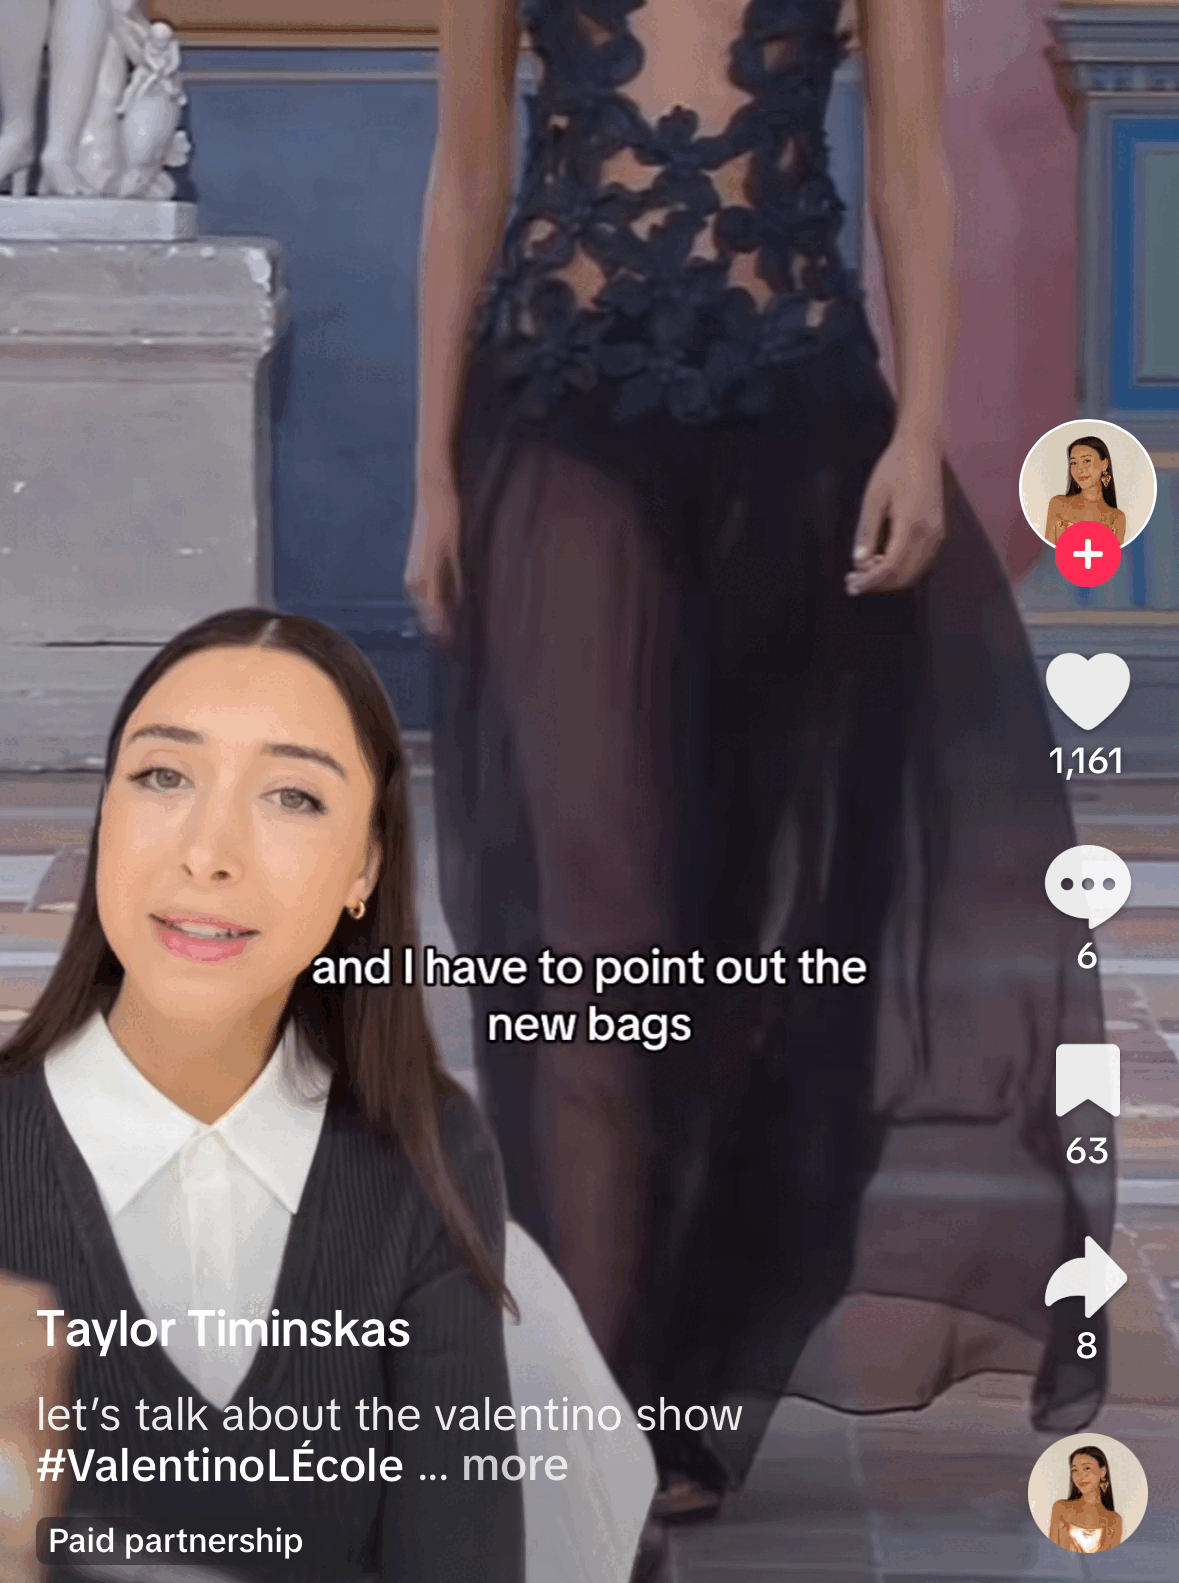 1,161
6
and I have to point out the
new bags
63
8
Taylor Timinskas
let’s talk about the valentino show
#ValentinoLÉcole ... more
Paid partnership